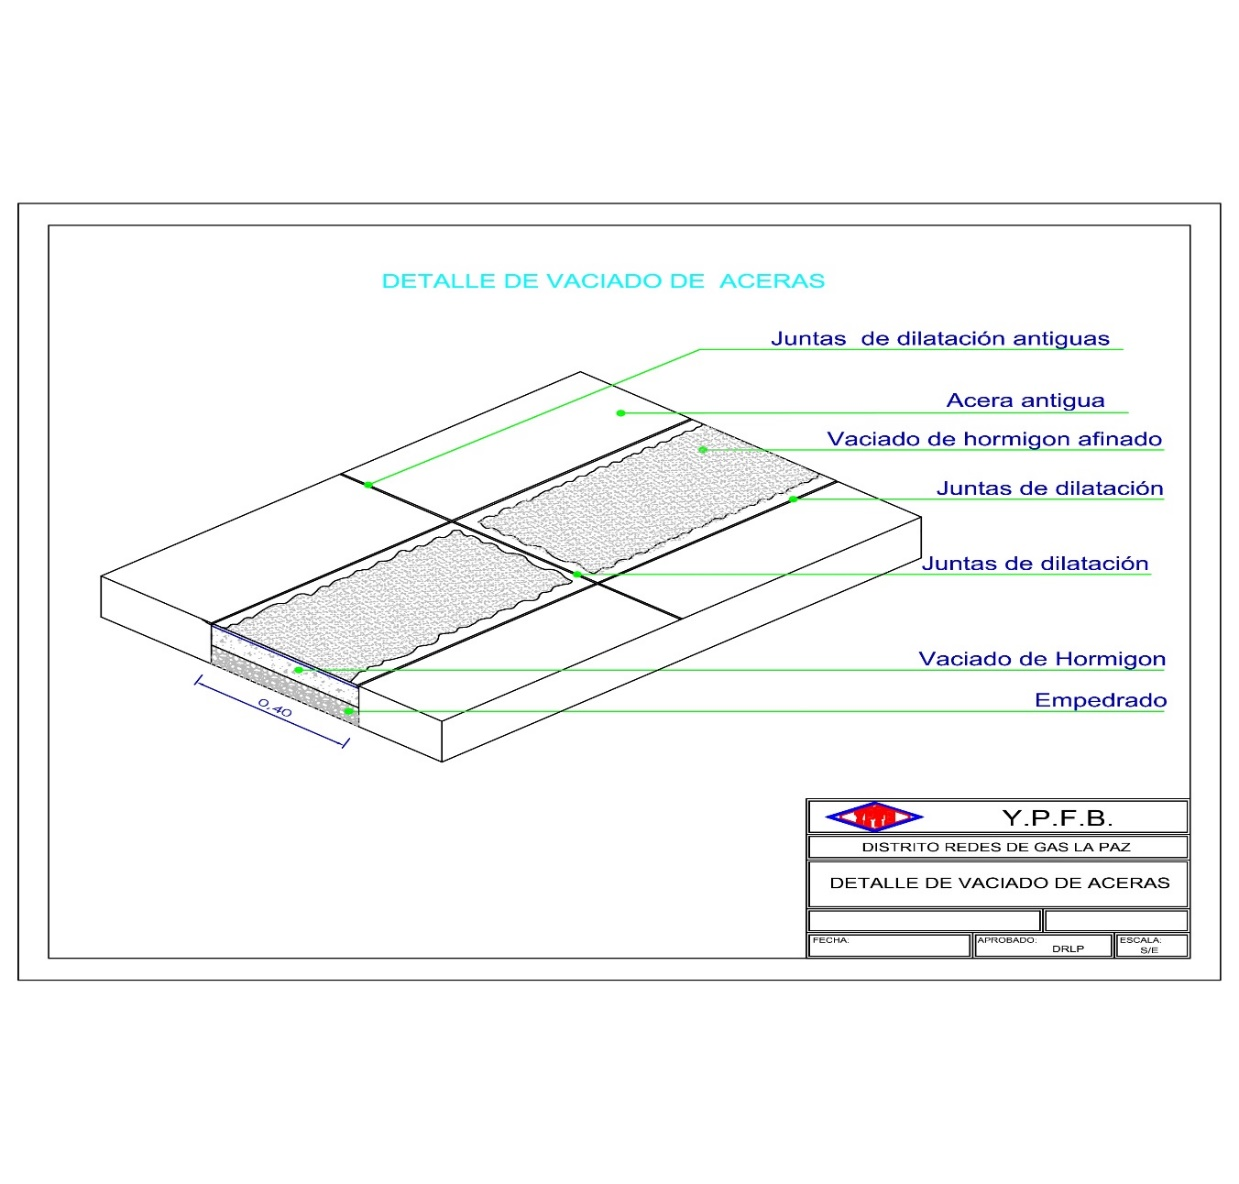 DETALLE DE VACIADO DE ACERAS
Juntas de dilatación antiguas
Acera antigua
Vaciado de hormigon afinado
Juntas de dilatación
Juntas de dilatación
Vaciado de Hormigon
Empedrado
0,40
Y.P.F.B.
DISTRITO REDES DE GAS LA PAZ
DETALLE DE VACIADO DE ACERAS
FECHA:
APROBADO:
DRLP
ESCALA:
S/E